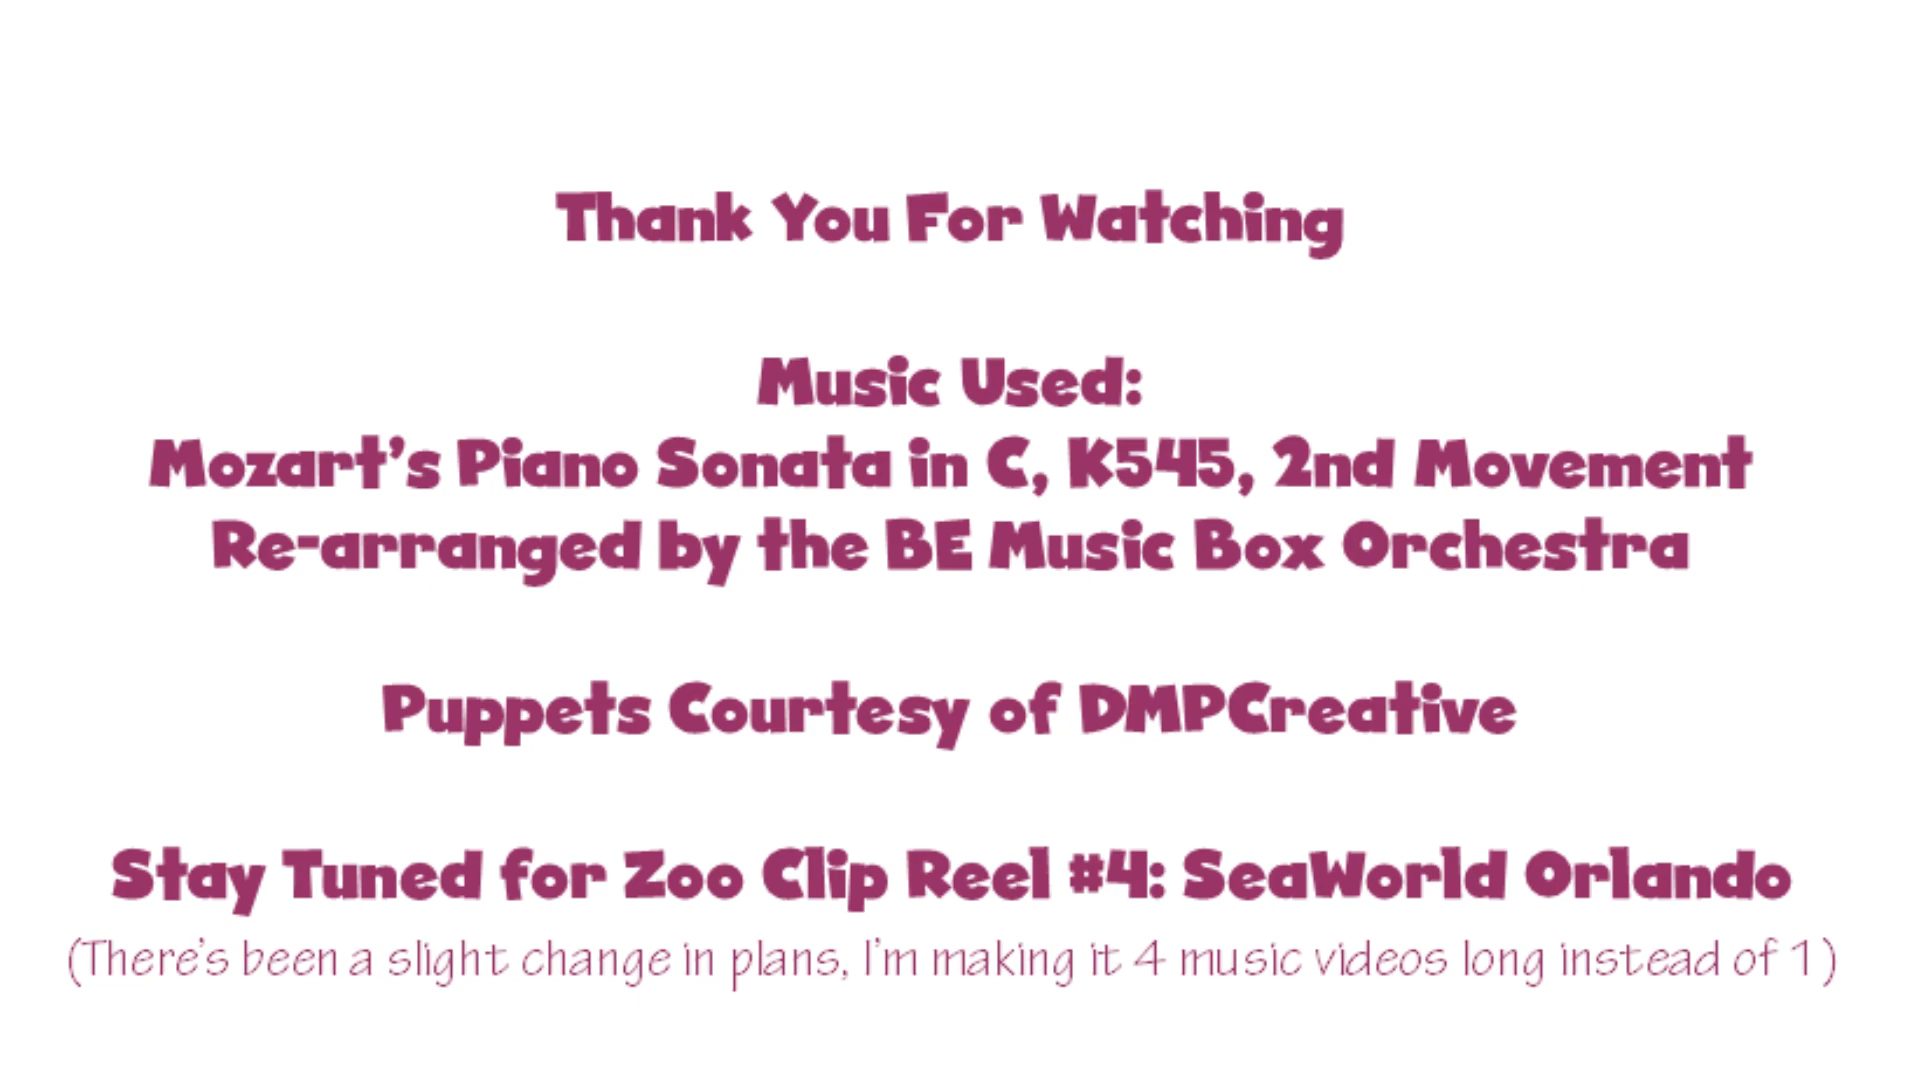 Thank You For Watching
Music Used:
Mozart’s Piano Sonata in C, K545, 2nd Movement
Re-arranged by the BE Music Box Orchestra
Puppets Courtesy of DMPCreative
Stay Tuned for Zoo Clip Reel #4: SeaWorld Orlando
(There’s been a slight change in plans, I’m making it 4 music videos long instead of 1)